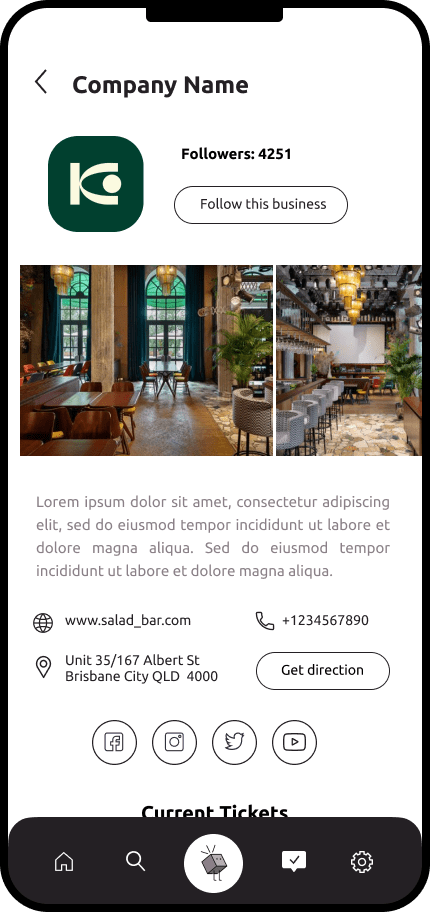 Company Name
Followers: 4251
Follow this business
Lorem ipsum dolor sit amet, consectetur adipiscing
elit, sed do eiusmod tempor incididunt ut labore et
dolore magna aliqua. Sed do eiusmod tempor
incididunt ut labore et dolore magna aliqua.
www.salad_bar.com
+1234567890
Unit 35/167 Albert St
Brisbane City QLD 4000
Get direction
Current Tickets